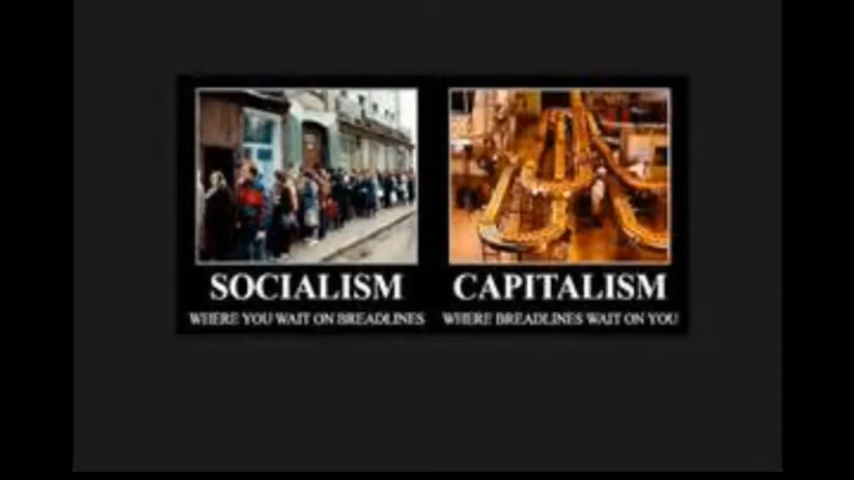 SOCIALISM
WHERE YOU WAIT ON BREADLINES
CAPITALISM
WHERE BREADLINES WAIT ON YOU